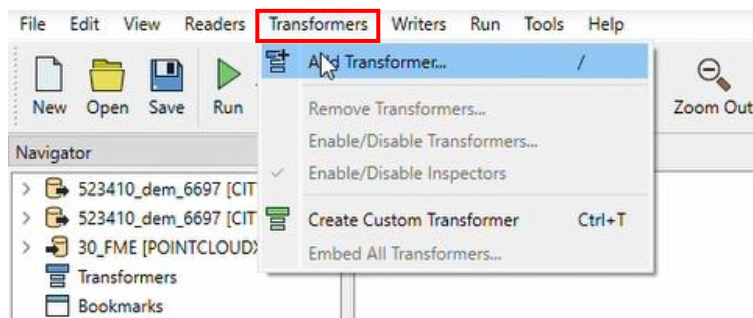 File Edit View Readers Transformers Writers Run Tools Help
Add Transformer... /
New Open Save Run Zoom Out
Remove Transformers...
Enable/Disable Transformers...
Enable/Disable Inspectors
Create Custom Transformer Ctrl+T
Embed All Transformers...
Navigator
523410_dem_6697 [CIT
523410_dem_6697 [CIT
30_FME [POINTCLOUDX
Transformers
Bookmarks